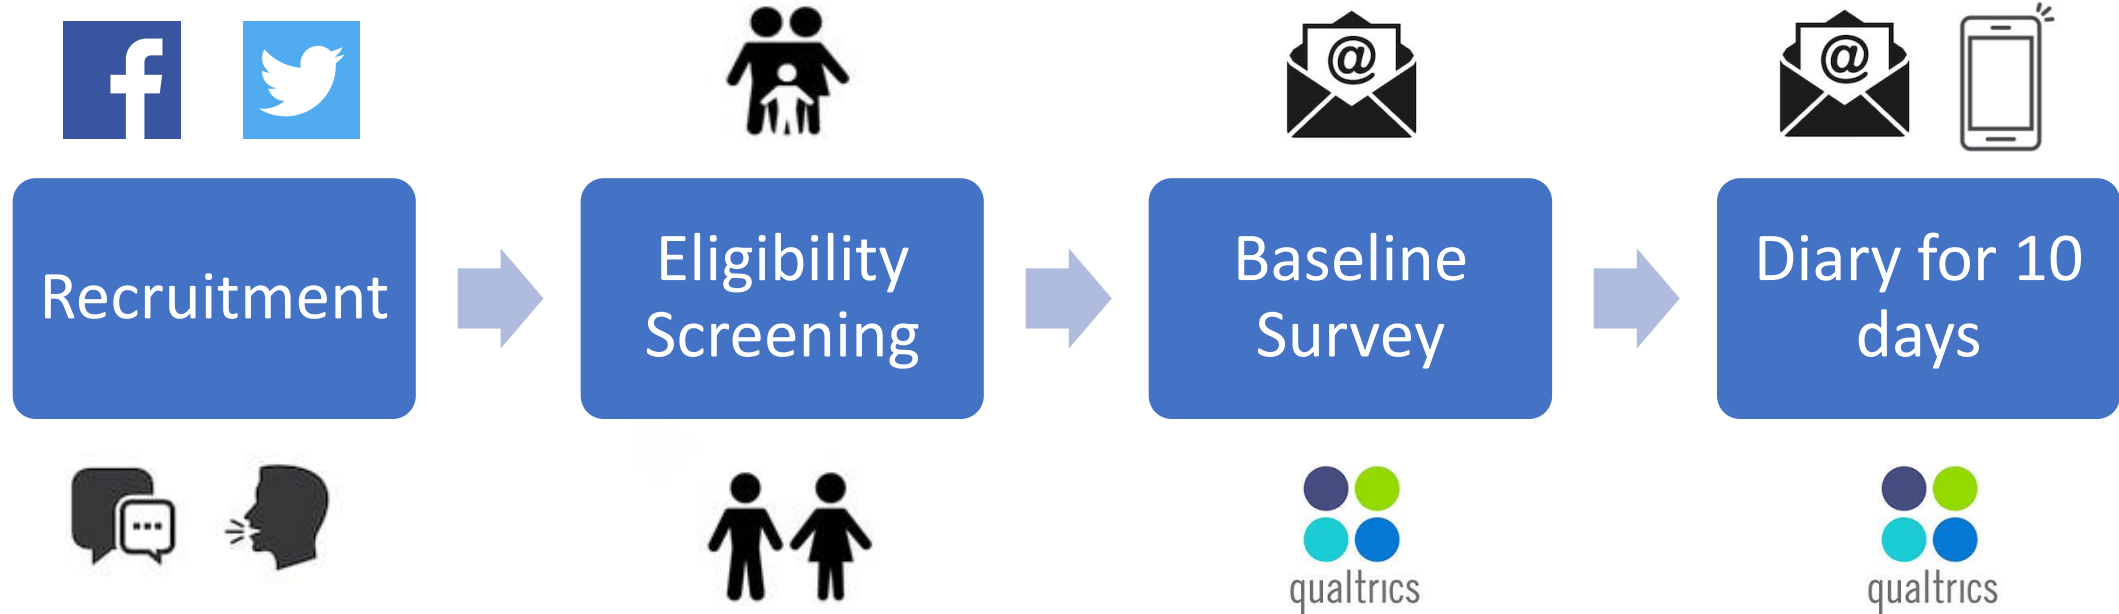 Recruitment
Eligibility
Screening
Baseline
Survey
Diary for 10
days
qualtrics
qualtrics